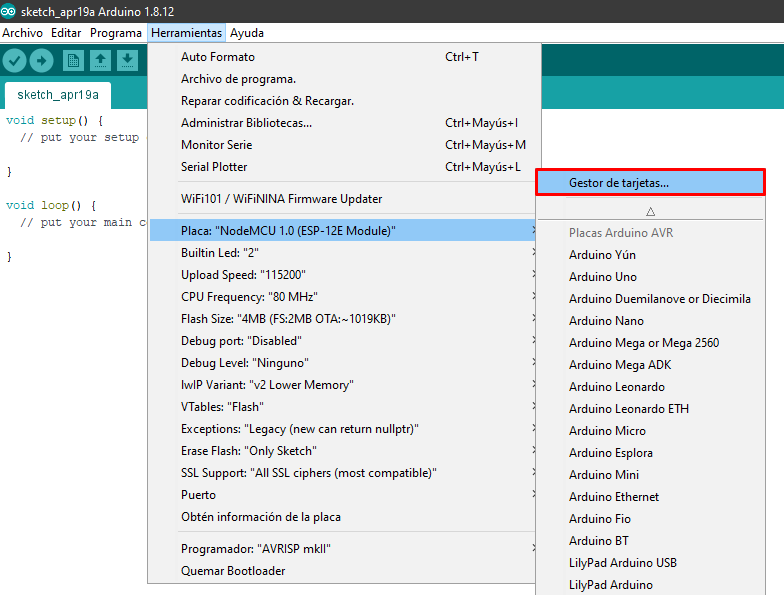 sketch_apr19a Arduino 1.8.12
Archivo Editar Programa Herramientas Ayuda
sketch_apr19a
void setup() {
// put your setup
}
void loop() {
// put your main c
}
Auto Formato Ctrl+T
Archivo de programa.
Reparar codificación & Recargar.
Administrar Bibliotecas... Ctrl+Mayús+I
Monitor Serie Ctrl+Mayús+M
Serial Plotter Ctrl+Mayús+L
WiFi101 / WiFiNINA Firmware Updater
Placa: "NodeMCU 1.0 (ESP-12E Module)"
Builtin Led: "2"
Upload Speed: "115200"
CPU Frequency: "80 MHz"
Flash Size: "4MB (FS:2MB OTA:~1019KB)"
Debug port: "Disabled"
Debug Level: "Ninguno"
lwIP Variant: "v2 Lower Memory"
VTables: "Flash"
Exceptions: "Legacy (new can return nullptr)"
Erase Flash: "Only Sketch"
SSL Support: "All SSL ciphers (most compatible)"
Puerto
Obtén información de la placa
Programador: "AVRISP mkII"
Quemar Bootloader
Gestor de tarjetas...
Placas Arduino AVR
Arduino Yún
Arduino Uno
Arduino Duemilanove or Diecimila
Arduino Nano
Arduino Mega or Mega 2560
Arduino Mega ADK
Arduino Leonardo
Arduino Leonardo ETH
Arduino Micro
Arduino Esplora
Arduino Mini
Arduino Ethernet
Arduino Fio
Arduino BT
LilyPad Arduino USB
LilyPad Arduino